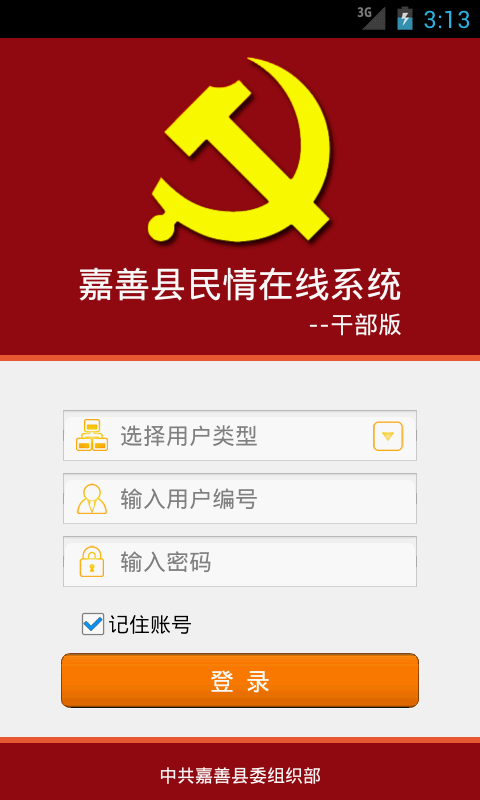 3G 3:13
嘉善县民情在线系统
--干部版
选择用户类型
输入用户编号
输入密码
记住账号
登 录
中共嘉善县委组织部